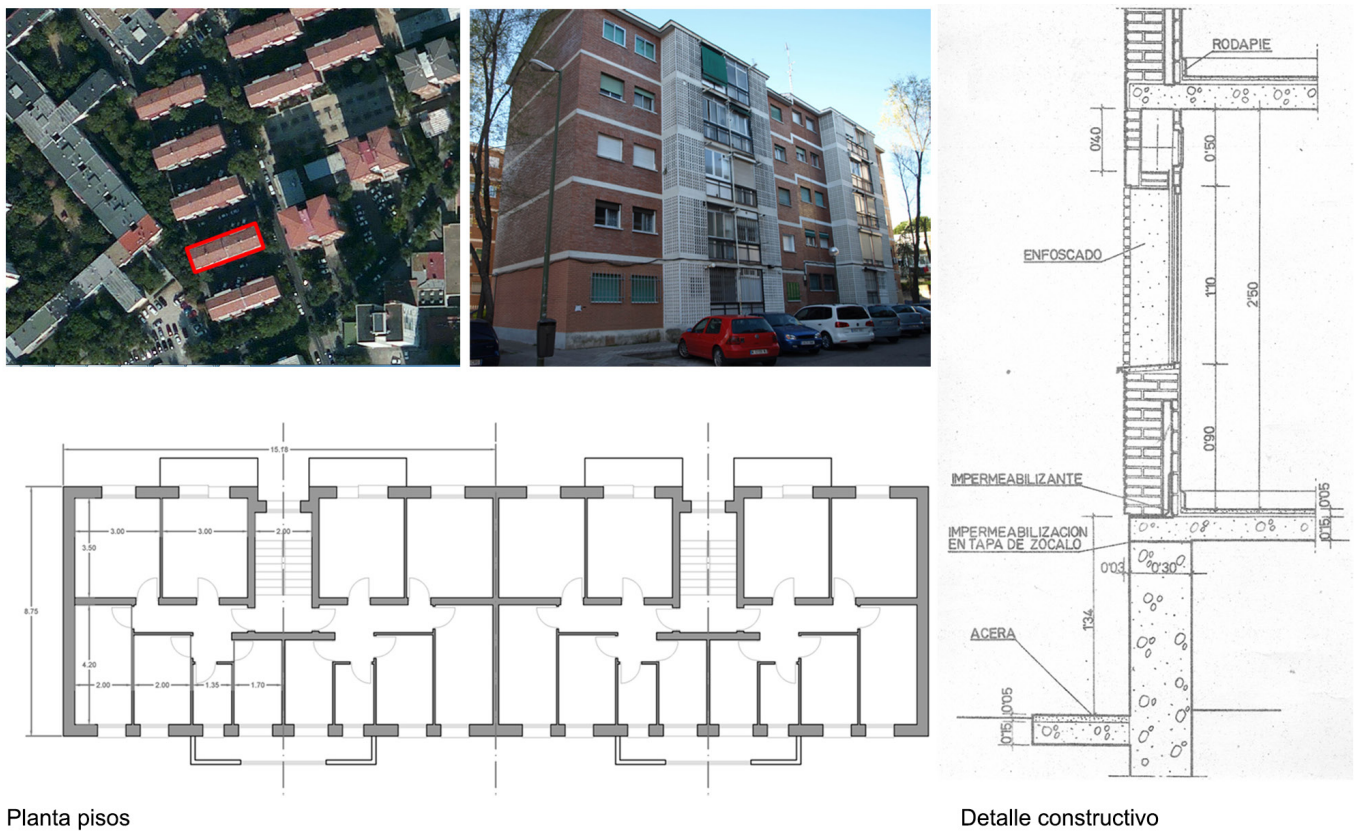 RODAPIE
0'40
0'50
ENFOSCADO
1'10
2'50
0'90
IMPERMEABILIZANTE
IMPERMEABILIZACION
EN TAPA DE ZOCALO
0'05
0'15
0'03
0'30
1'34
ACERA
0'05
0'15
15.18
3.00
3.00
2.00
3.50
8.75
4.20
2.00
2.00
1.35
1.70
Planta pisos
Detalle constructivo